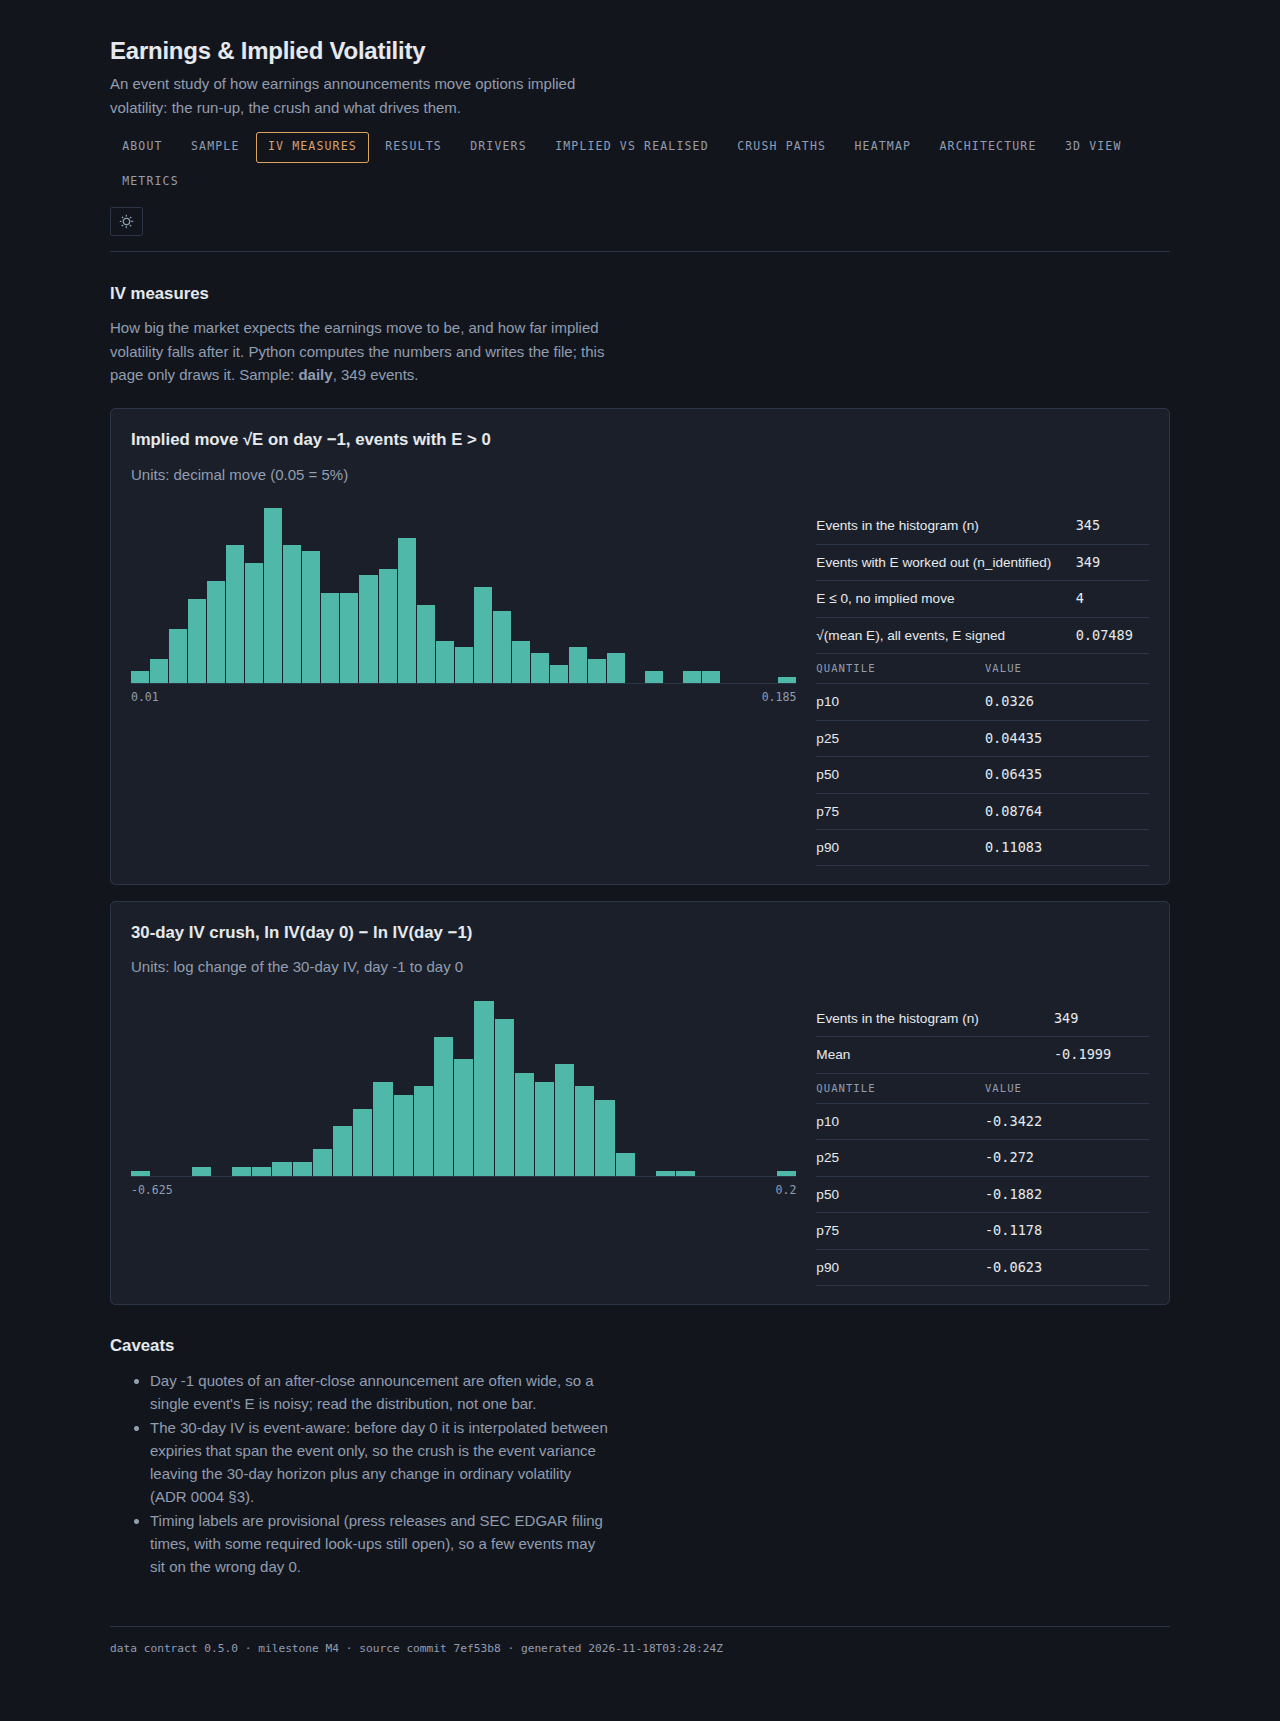 Earnings & Implied Volatility
An event study of how earnings announcements move options implied
volatility: the run-up, the crush and what drives them.
ABOUT SAMPLE IV MEASURES RESULTS DRIVERS IMPLIED VS REALISED CRUSH PATHS HEATMAP ARCHITECTURE 3D VIEW
METRICS
IV measures
How big the market expects the earnings move to be, and how far implied
volatility falls after it. Python computes the numbers and writes the file; this
page only draws it. Sample: daily, 349 events.
Implied move √E on day −1, events with E > 0
Units: decimal move (0.05 = 5%)
Events in the histogram (n) 345
Events with E worked out (n_identified) 349
E ≤ 0, no implied move 4
√(mean E), all events, E signed 0.07489
QUANTILE VALUE
p10 0.0326
p25 0.04435
p50 0.06435
p75 0.08764
p90 0.11083
0.01 0.185
30-day IV crush, ln IV(day 0) − ln IV(day −1)
Units: log change of the 30-day IV, day -1 to day 0
Events in the histogram (n) 349
Mean -0.1999
QUANTILE VALUE
p10 -0.3422
p25 -0.272
p50 -0.1882
p75 -0.1178
p90 -0.0623
-0.625 0.2
Caveats
• Day -1 quotes of an after-close announcement are often wide, so a
single event's E is noisy; read the distribution, not one bar.
• The 30-day IV is event-aware: before day 0 it is interpolated between
expiries that span the event only, so the crush is the event variance
leaving the 30-day horizon plus any change in ordinary volatility
(ADR 0004 §3).
• Timing labels are provisional (press releases and SEC EDGAR filing
times, with some required look-ups still open), so a few events may
sit on the wrong day 0.
data contract 0.5.0 · milestone M4 · source commit 7ef53b8 · generated 2026-11-18T03:28:24Z